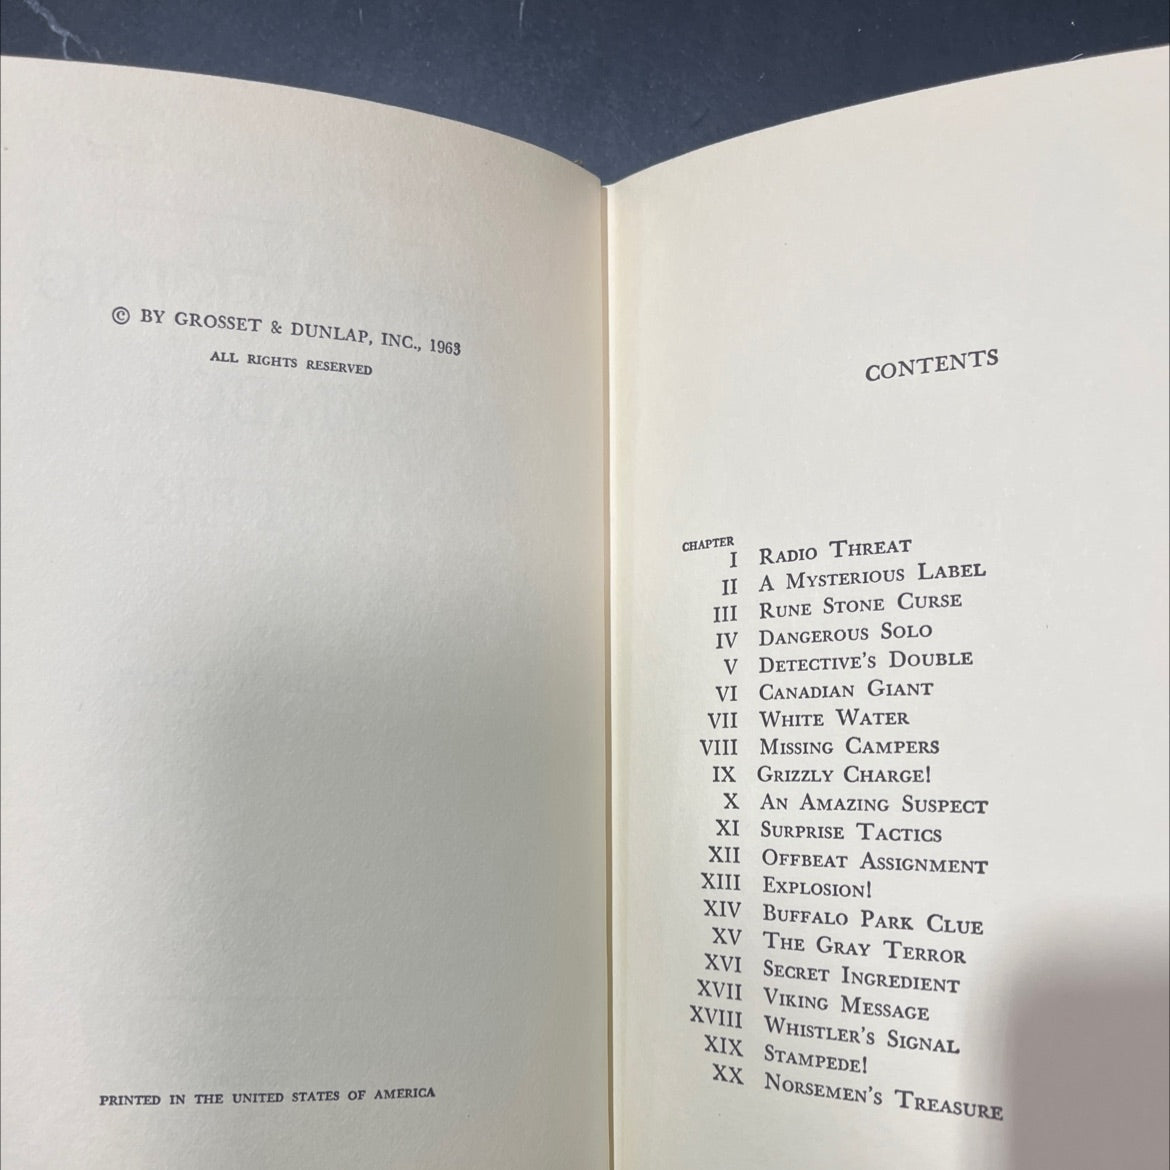 © BY GROSSET & DUNLAP, INC., 1963
ALL RIGHTS RESERVED
PRINTED IN THE UNITED STATES OF AMERICA
CONTENTS
CHAPTER
I RADIO THREAT
II A MYSTERIOUS LABEL
III RUNE STONE CURSE
IV DANGEROUS SOLO
V DETECTIVE'S DOUBLE
VI CANADIAN GIANT
VII WHITE WATER
VIII MISSING CAMPERS
IX GRIZZLY CHARGE!
X AN AMAZING SUSPECT
XI SURPRISE TACTICS
XII OFFBEAT ASSIGNMENT
XIII EXPLOSION!
XIV BUFFALO PARK CLUE
XV THE GRAY TERROR
XVI SECRET INGREDIENT
XVII VIKING MESSAGE
XVIII WHISTLER'S SIGNAL
XIX STAMPEDE!
XX NORSEMEN'S TREASURE